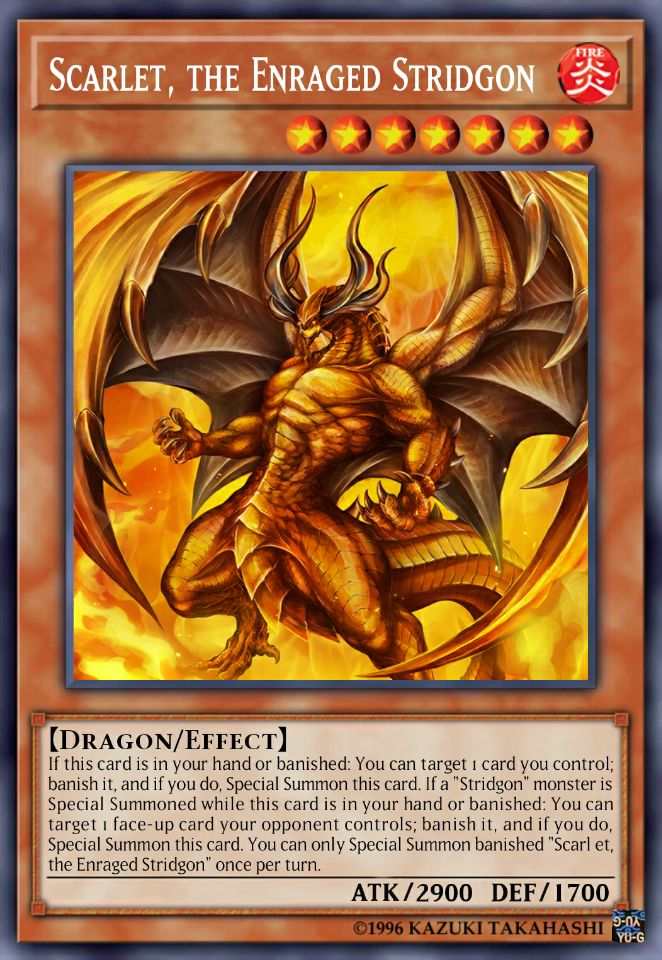 Scarlet, the Enraged Stridgon
FIRE
炎
【Dragon/Effect】
If this card is in your hand or banished: You can target 1 card you control;
banish it, and if you do, Special Summon this card. If a "Stridgon" monster is
Special Summoned while this card is in your hand or banished: You can
target 1 face-up card your opponent controls; banish it, and if you do,
Special Summon this card. You can only Special Summon banished "Scarl et,
the Enraged Stridgon" once per turn.
ATK/2900 DEF/1700
©1996 KAZUKI TAKAHASHI
YU-G
YU-G